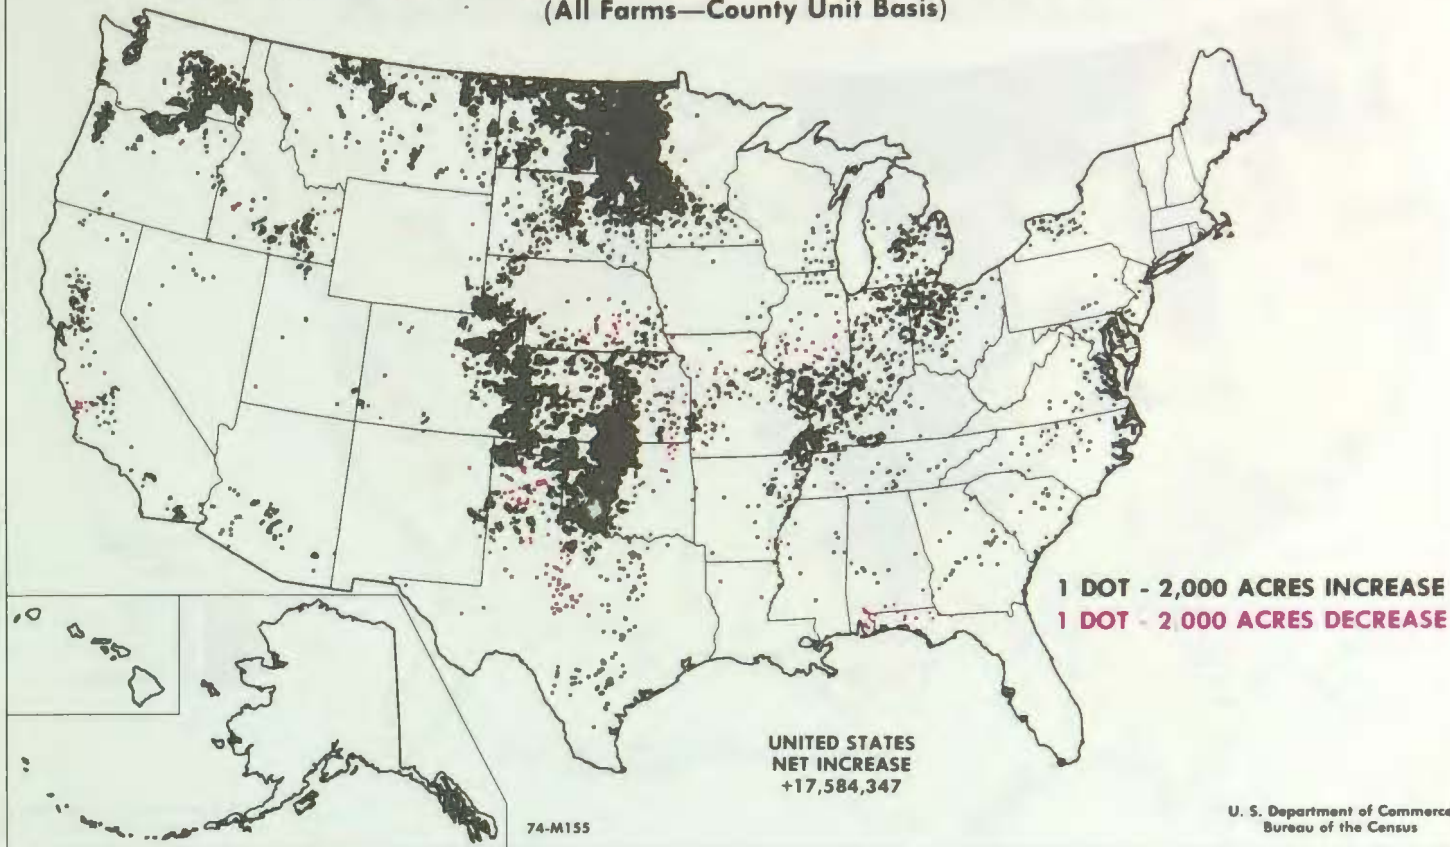 (All Farms—County Unit Basis)
1 DOT - 2,000 ACRES INCREASE
1 DOT - 2,000 ACRES DECREASE
UNITED STATES
NET INCREASE
+17,584,347
74-M155
U. S. Department of Commerce
Bureau of the Census